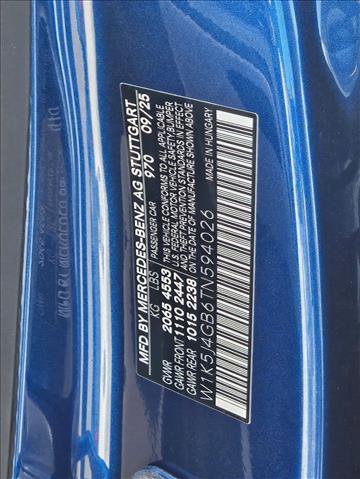 MFD BY MERCEDES-BENZ AG STUTTGART
KG LBS PASSENGER CAR 970 09/25
GVWR 2065 4553 THIS VEHICLE CONFORMS TO ALL APPLICABLE
GAWR FRONT 1110 2447 U.S. FEDERAL MOTOR VEHICLE SAFETY, BUMPER
AND THEFT PREVENTION STANDARDS IN EFFECT
GAWR REAR 1015 2238 ON THE DATE OF MANUFACTURE SHOWN ABOVE
W1K5J4GB6TN594026 MADE IN HUNGARY